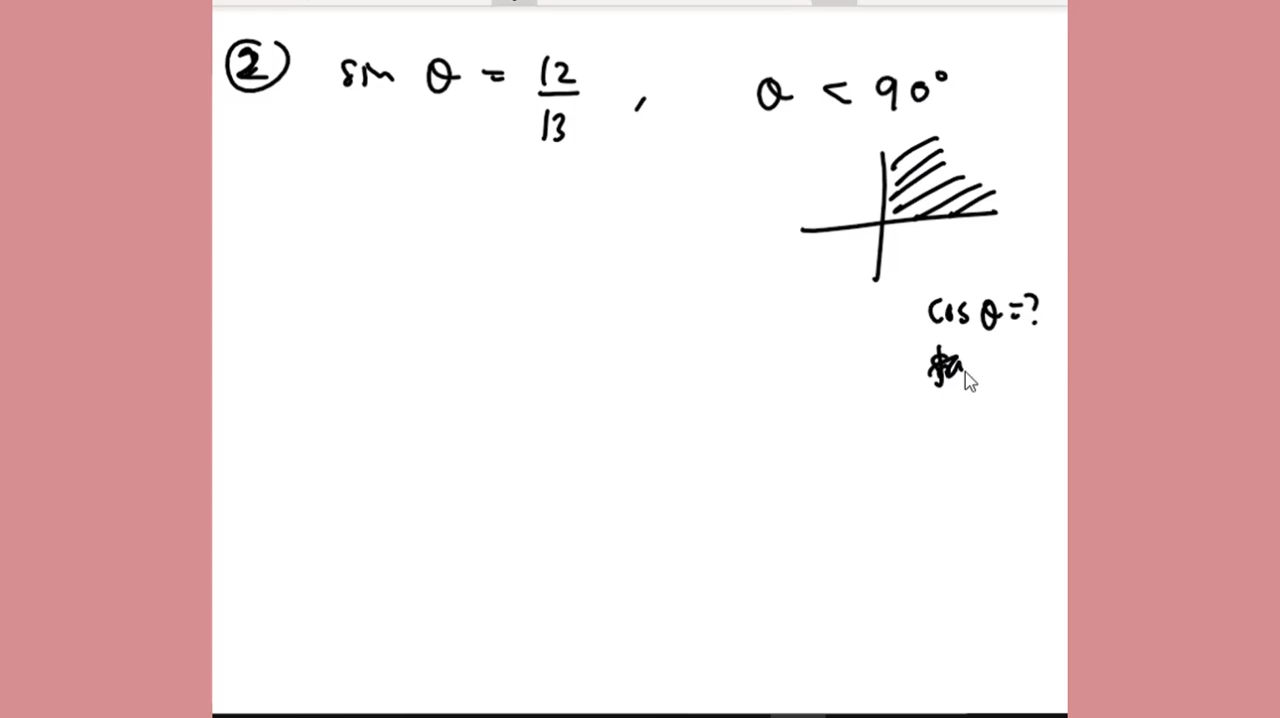 ② sin θ = 12/13 , θ < 90°
cos θ = ?